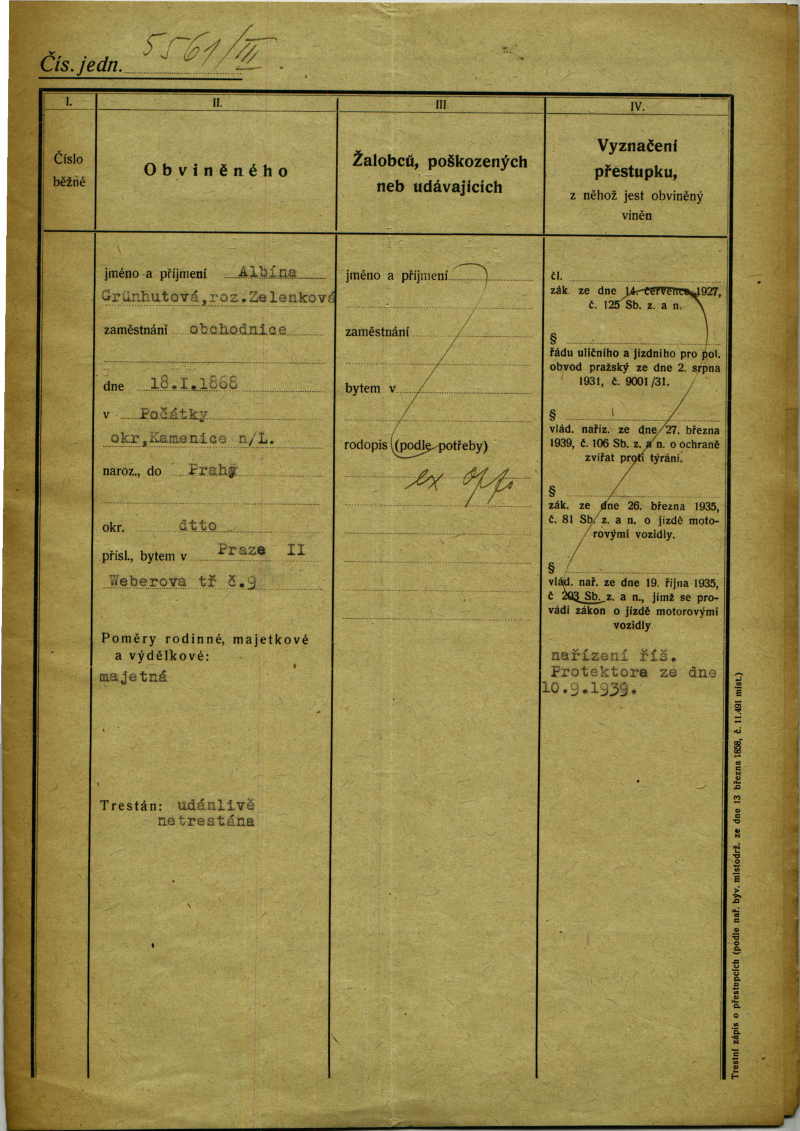 Čís. jedn. 5561/III.
I.
II.
III
IV.
Číslo
běžné
Obviněného
Žalobců, poškozených
neb udávajících
Vyznačení
přestupku,
z něhož jest obviněný
viněn
jméno a příjmení Albína
Grünhutová,roz.Zelenková
zaměstnání obchodnice
dne 18.I.1868
v Počátky
okr,Kamenice n/L.
naroz., do Prahy
okr. dtto
přísl., bytem v Praze II
Weberova tř č.9
Poměry rodinné, majetkové
a výdělkové:
majetná
Trestán: udánlivě
netrestána
jméno a příjmení
zaměstnání
bytem v
rodopis (podle potřeby)
ex offo
čl.
zák. ze dne 14. července 1927,
č. 125 Sb. z. a n.
§
řádu uličního a jízdního pro pol.
obvod pražský ze dne 2. srpna
1931, č. 9001/31.
§
vlád. naříz. ze dne 27. března
1939, č. 106 Sb. z. a n. o ochraně
zvířat proti týrání.
§
zák. ze dne 26. března 1935,
č. 81 Sb. z. a n. o jízdě moto-
rovými vozidly.
§
vlád. nař. ze dne 19. října 1935,
č 203 Sb. z. a n., jímž se pro-
vádí zákon o jízdě motorovými
vozidly
nařízení říš.
Protektora ze dne
10.9.1939.
Trestní zápis o přestupcích (podle nař. býv. místodrž. ze dne 13 března 1858, č. 11.491 míst.)